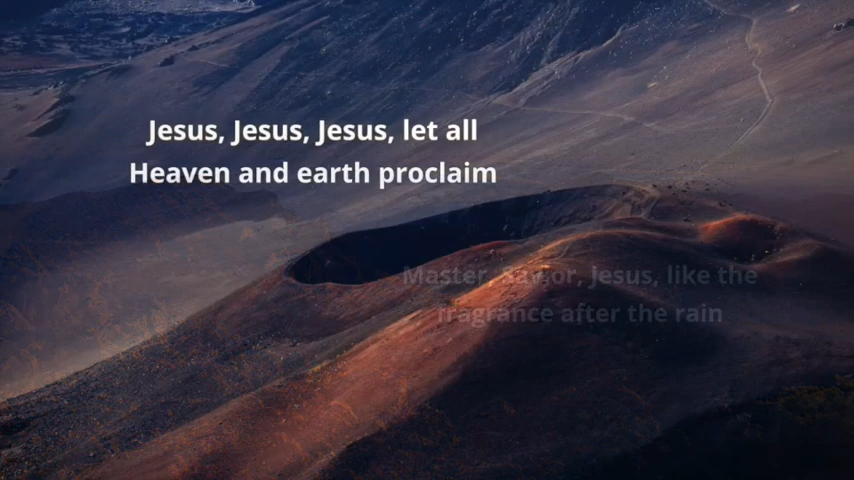 Jesus, Jesus, Jesus, let all
Heaven and earth proclaim
Master, Savior, Jesus, like the
fragrance after the rain